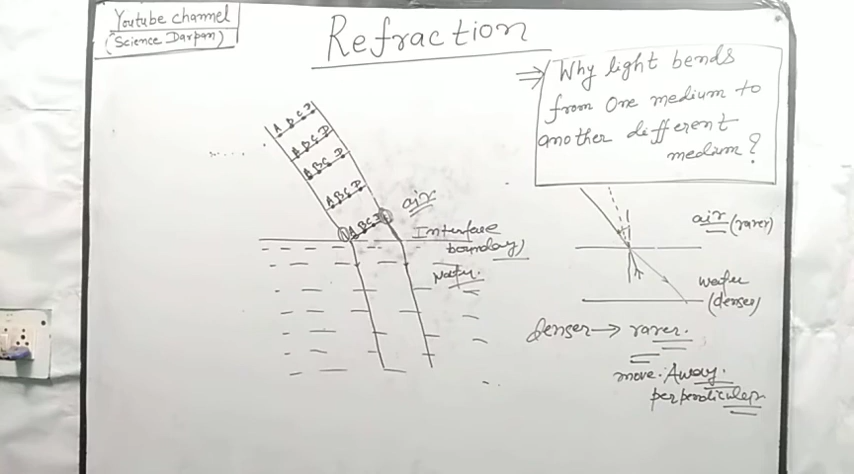 Youtube channel
(Science Darpan)
Refraction
⇒ Why light bends
from One medium to
another different
medium?
A B C D
A B C D
A B C D
A B C D
A B C D
air
Interface
boundary)
Water.
air (rarer)
water
(denser)
denser → rarer.
move. Away.
perpendicular